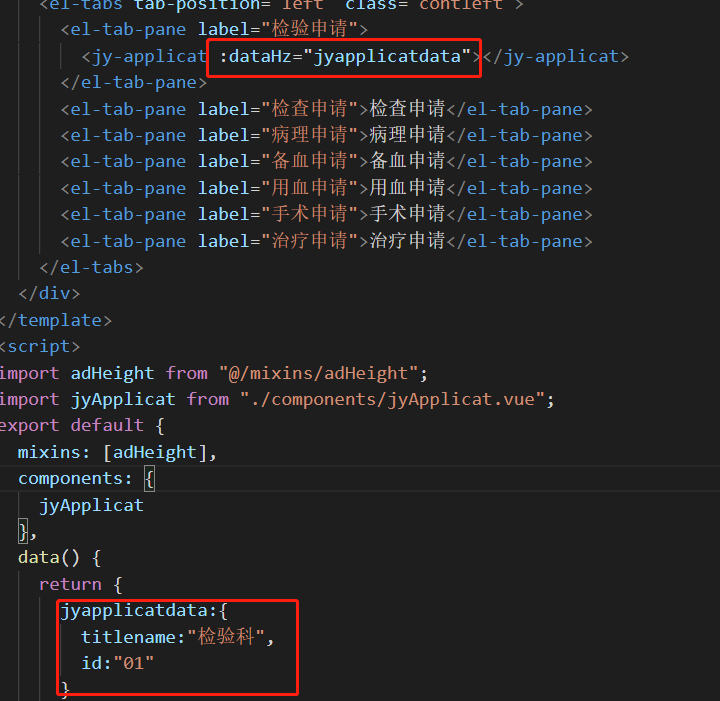 <el-tabs tab-position="left" class="contleft">
<el-tab-pane label="检验申请">
<jy-applicat :dataHz="jyapplicatdata"></jy-applicat>
</el-tab-pane>
<el-tab-pane label="检查申请">检查申请</el-tab-pane>
<el-tab-pane label="病理申请">病理申请</el-tab-pane>
<el-tab-pane label="备血申请">备血申请</el-tab-pane>
<el-tab-pane label="用血申请">用血申请</el-tab-pane>
<el-tab-pane label="手术申请">手术申请</el-tab-pane>
<el-tab-pane label="治疗申请">治疗申请</el-tab-pane>
</el-tabs>
</div>
</template>
<script>
import adHeight from "@/mixins/adHeight";
import jyApplicat from "./components/jyApplicat.vue";
export default {
mixins: [adHeight],
components: {
jyApplicat
},
data() {
return {
jyapplicatdata:{
titlename:"检验科",
id:"01"
}